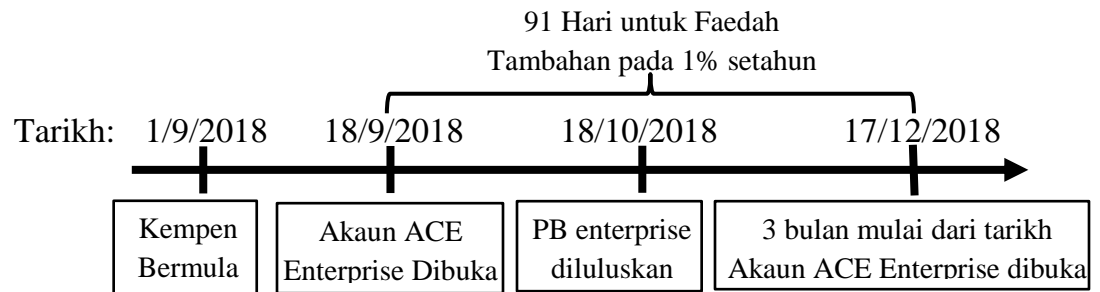 91 Hari untuk Faedah
Tambahan pada 1% setahun
Tarikh: 1/9/2018 18/9/2018 18/10/2018 17/12/2018
Kempen
Bermula
Akaun ACE
Enterprise Dibuka
PB enterprise
diluluskan
3 bulan mulai dari tarikh
Akaun ACE Enterprise dibuka